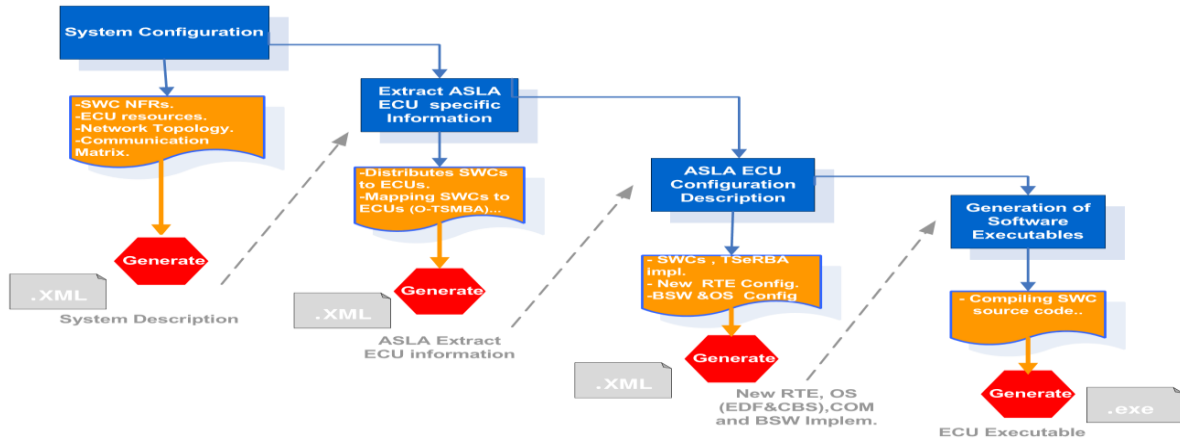 System Configuration
-SWC NFRs.
-ECU resources.
-Network Topology.
-Communication
Matrix.
Generate
.XML
System Description
Extract ASLA
ECU specific
Information
-Distributes SWCs
to ECUs.
-Mapping SWCs to
ECUs (O-TSMBA)...
Generate
.XML
ASLA Extract
ECU information
ASLA ECU
Configuration
Description
- SWCs , TSeRBA
impl.
- New RTE Config.
-BSW &OS Config
Generate
.XML
New RTE, OS
(EDF&CBS),COM
and BSW Implem.
Generation of
Software
Executables
- Compiling SWC
source code..
Generate
.exe
ECU Executable